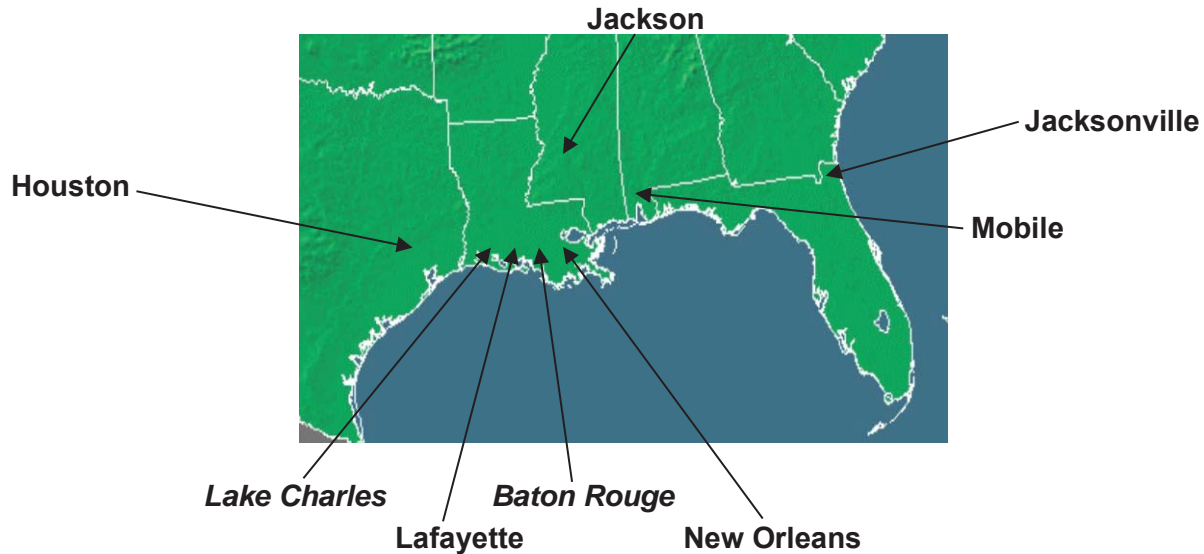 Jackson
Jacksonville
Houston
Mobile
Lake Charles
Baton Rouge
Lafayette
New Orleans